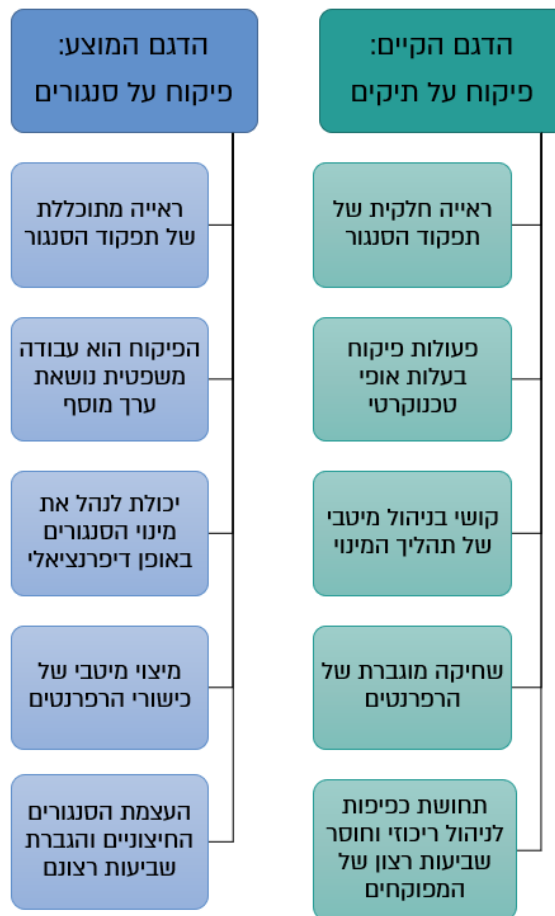 הדגם הקיים:
פיקוח על תיקים
ראייה חלקית של
תפקוד הסנגור
פעולות פיקוח
בעלות אופי
טכנוקרטי
קושי בניהול מיטבי
של תהליך המינוי
שחיקה מוגברת של
הרפרנטים
תחושת כפיפות
לניהול ריכוזי וחוסר
שביעות רצון של
המפוקחים
הדגם המוצע:
פיקוח על סנגורים
ראייה מתוכללת
של תפקוד הסנגור
הפיקוח הוא עבודה
משפטית נושאת
ערך מוסף
יכולת לנהל את
מינוי הסנגורים
באופן דיפרנציאלי
מיצוי מיטבי של
כישורי הרפרנטים
העצמת הסנגורים
החיצוניים והגברת
שביעות רצונם